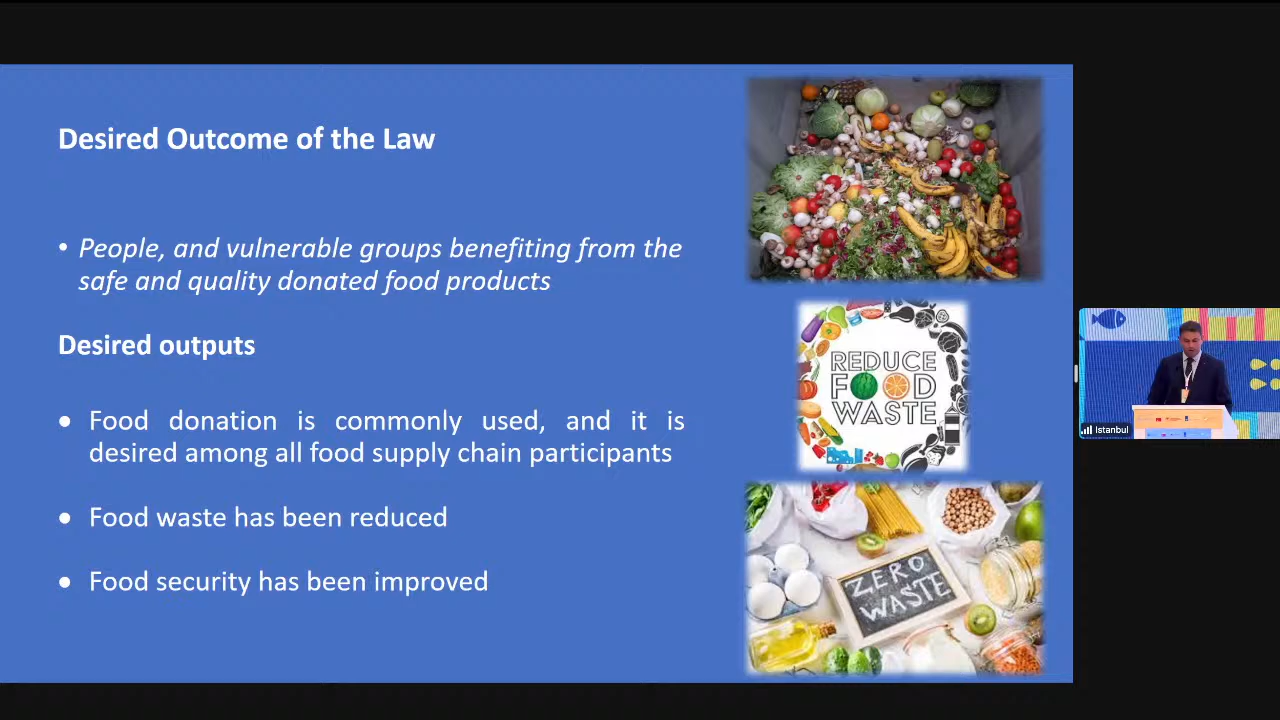 Desired Outcome of the Law
• People, and vulnerable groups benefiting from the
safe and quality donated food products
Desired outputs
● Food donation is commonly used, and it is
desired among all food supply chain participants
● Food waste has been reduced
● Food security has been improved
REDUCE
FOOD
WASTE
ZERO
WASTE
Istanbul